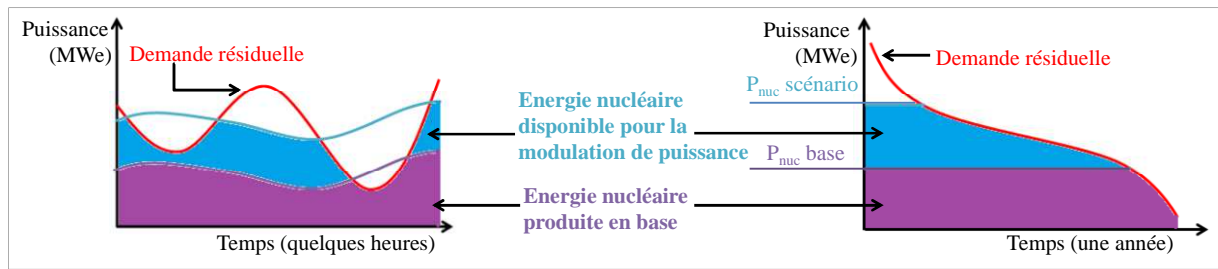 Puissance
(MWe)
Demande résiduelle
Temps (quelques heures)
Energie nucléaire
disponible pour la
modulation de puissance
Energie nucléaire
produite en base
Puissance
(MWe)
Demande résiduelle
Pnuc scénario
Pnuc base
Temps (une année)